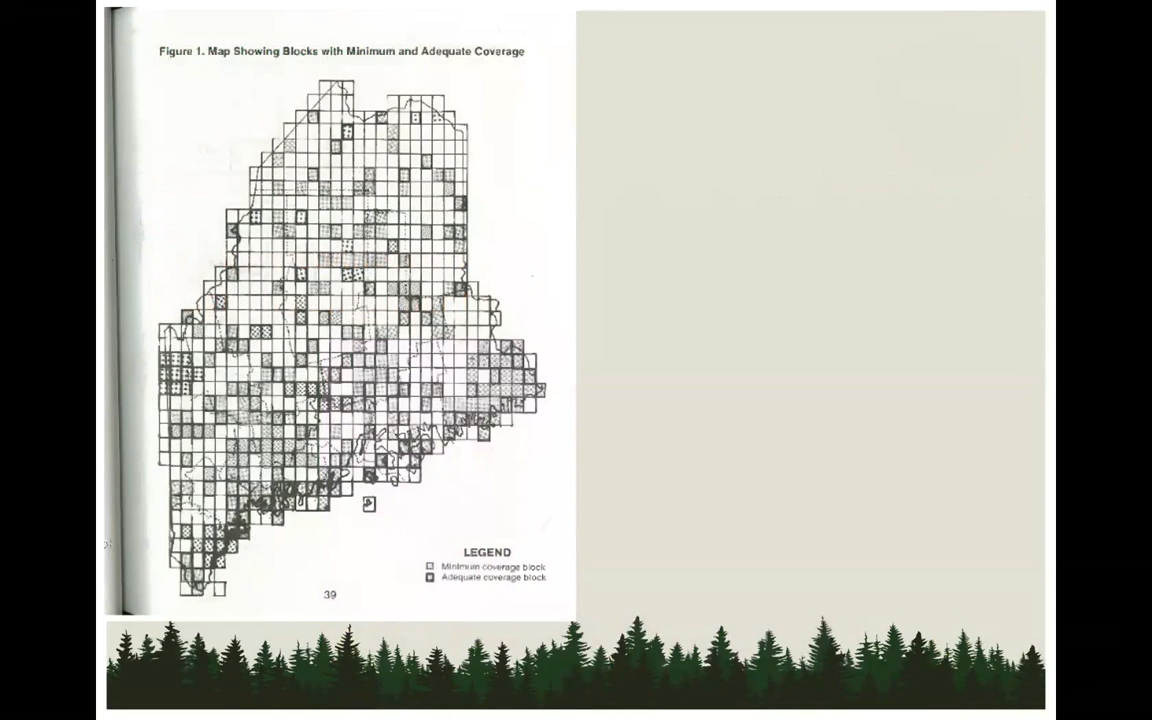 Figure 1. Map Showing Blocks with Minimum and Adequate Coverage
LEGEND
Minimum coverage block
Adequate coverage block
39